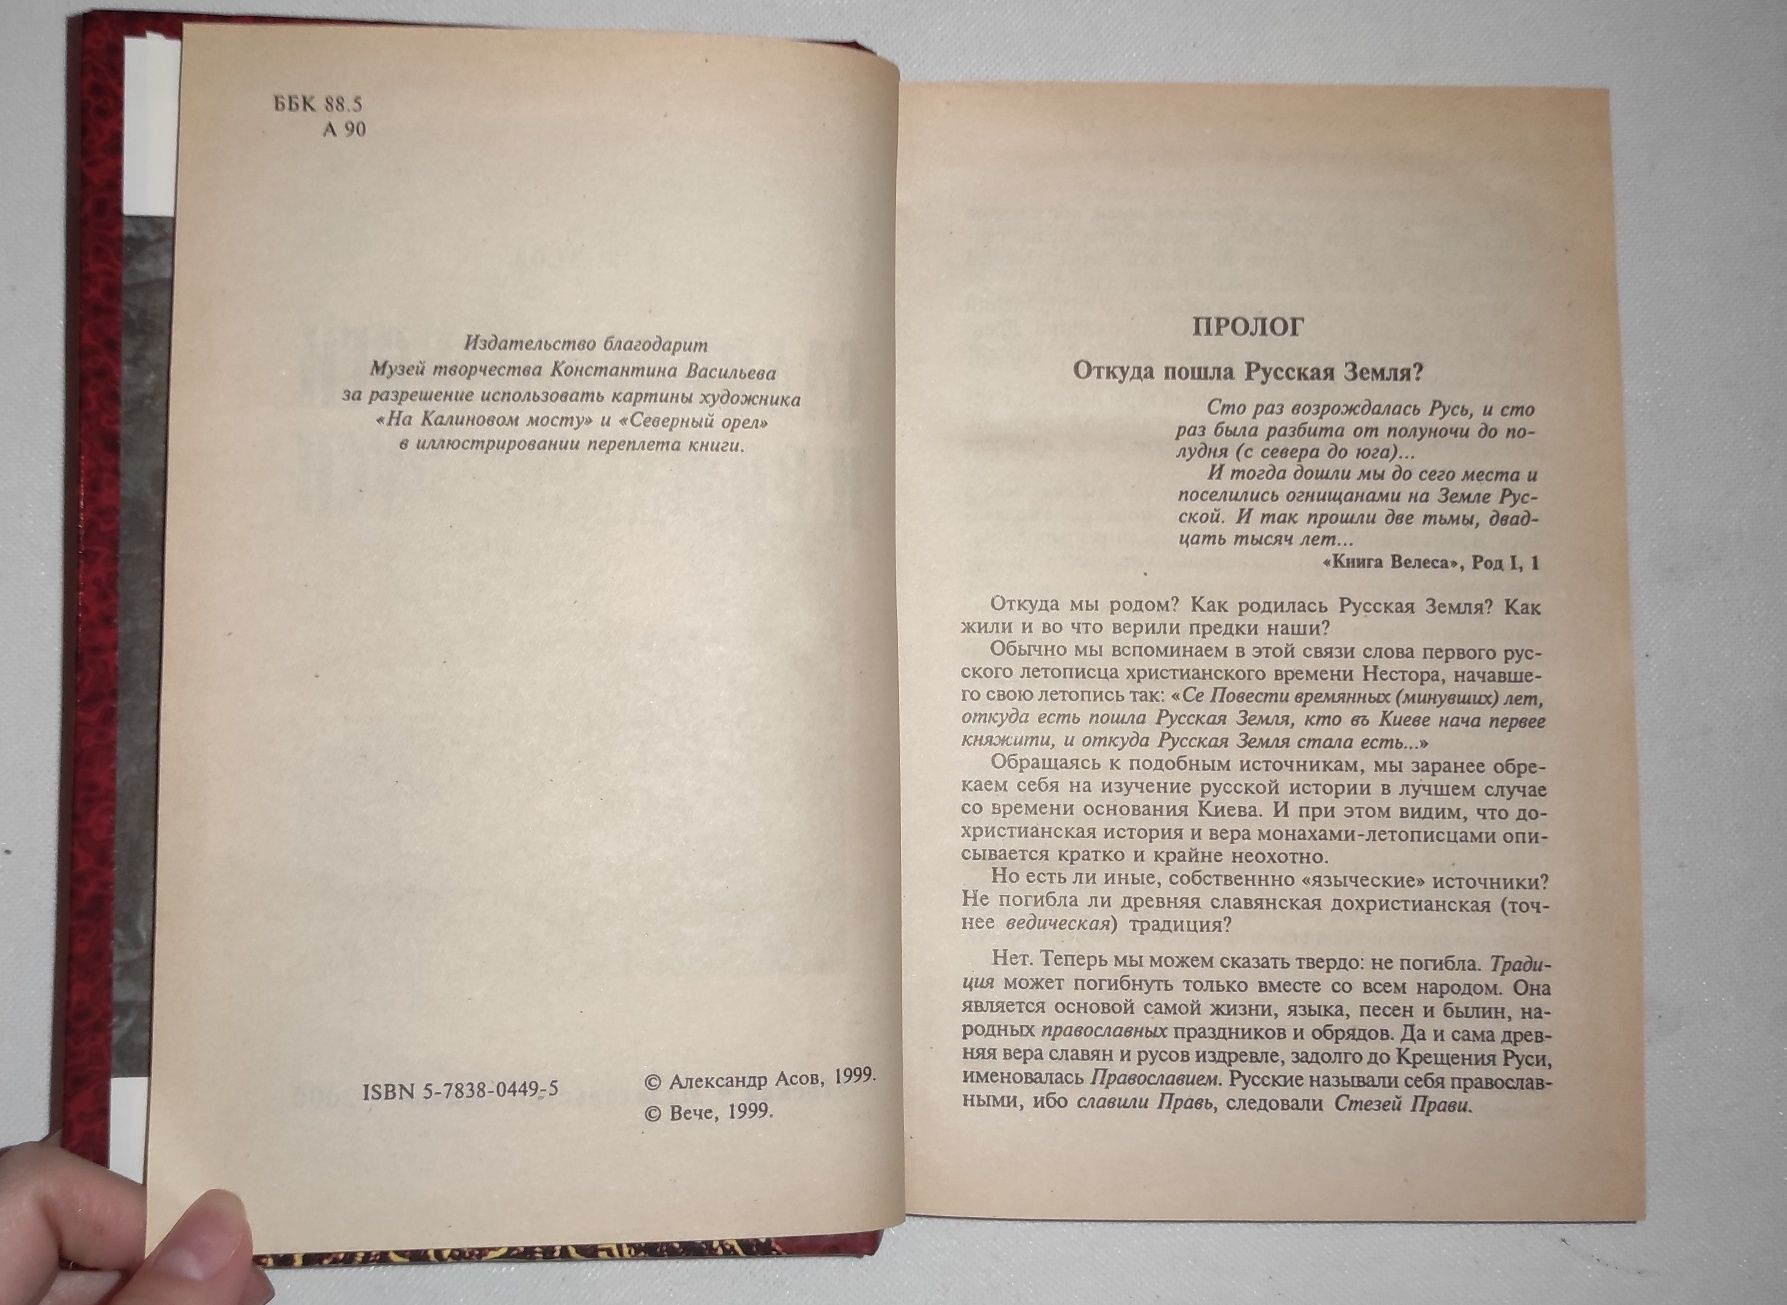 ББК 88.5
А 90
Издательство благодарит
Музей творчества Константина Васильева
за разрешение использовать картины художника
«На Калиновом мосту» и «Северный орел»
в иллюстрировании переплета книги.
ISBN 5-7838-0449-5
© Александр Асов, 1999.
© Вече, 1999.
ПРОЛОГ
Откуда пошла Русская Земля?
Сто раз возрождалась Русь, и сто
раз была разбита от полуночи до по-
лудня (с севера до юга)...
И тогда дошли мы до сего места и
поселились огнищанами на Земле Рус-
ской. И так прошли две тьмы, двад-
цать тысяч лет...
«Книга Велеса», Род I, 1
Откуда мы родом? Как родилась Русская Земля? Как
жили и во что верили предки наши?
Обычно мы вспоминаем в этой связи слова первого рус-
ского летописца христианского времени Нестора, начавше-
го свою летопись так: «Се Повести времянных (минувших) лет,
откуда есть пошла Русская Земля, кто въ Киеве нача первее
княжити, и откуда Русская Земля стала есть...»
Обращаясь к подобным источникам, мы заранее обре-
каем себя на изучение русской истории в лучшем случае
со времени основания Киева. И при этом видим, что до-
христианская история и вера монахами-летописцами опи-
сывается кратко и крайне неохотно.
Но есть ли иные, собственнно «языческие» источники?
Не погибла ли древняя славянская дохристианская (точ-
нее ведическая) традиция?
Нет. Теперь мы можем сказать твердо: не погибла. Тради-
ция может погибнуть только вместе со всем народом. Она
является основой самой жизни, языка, песен и былин, на-
родных православных праздников и обрядов. Да и сама древ-
няя вера славян и русов издревле, задолго до Крещения Руси,
именовалась Православием. Русские называли себя православ-
ными, ибо славили Правь, следовали Стезей Прави.